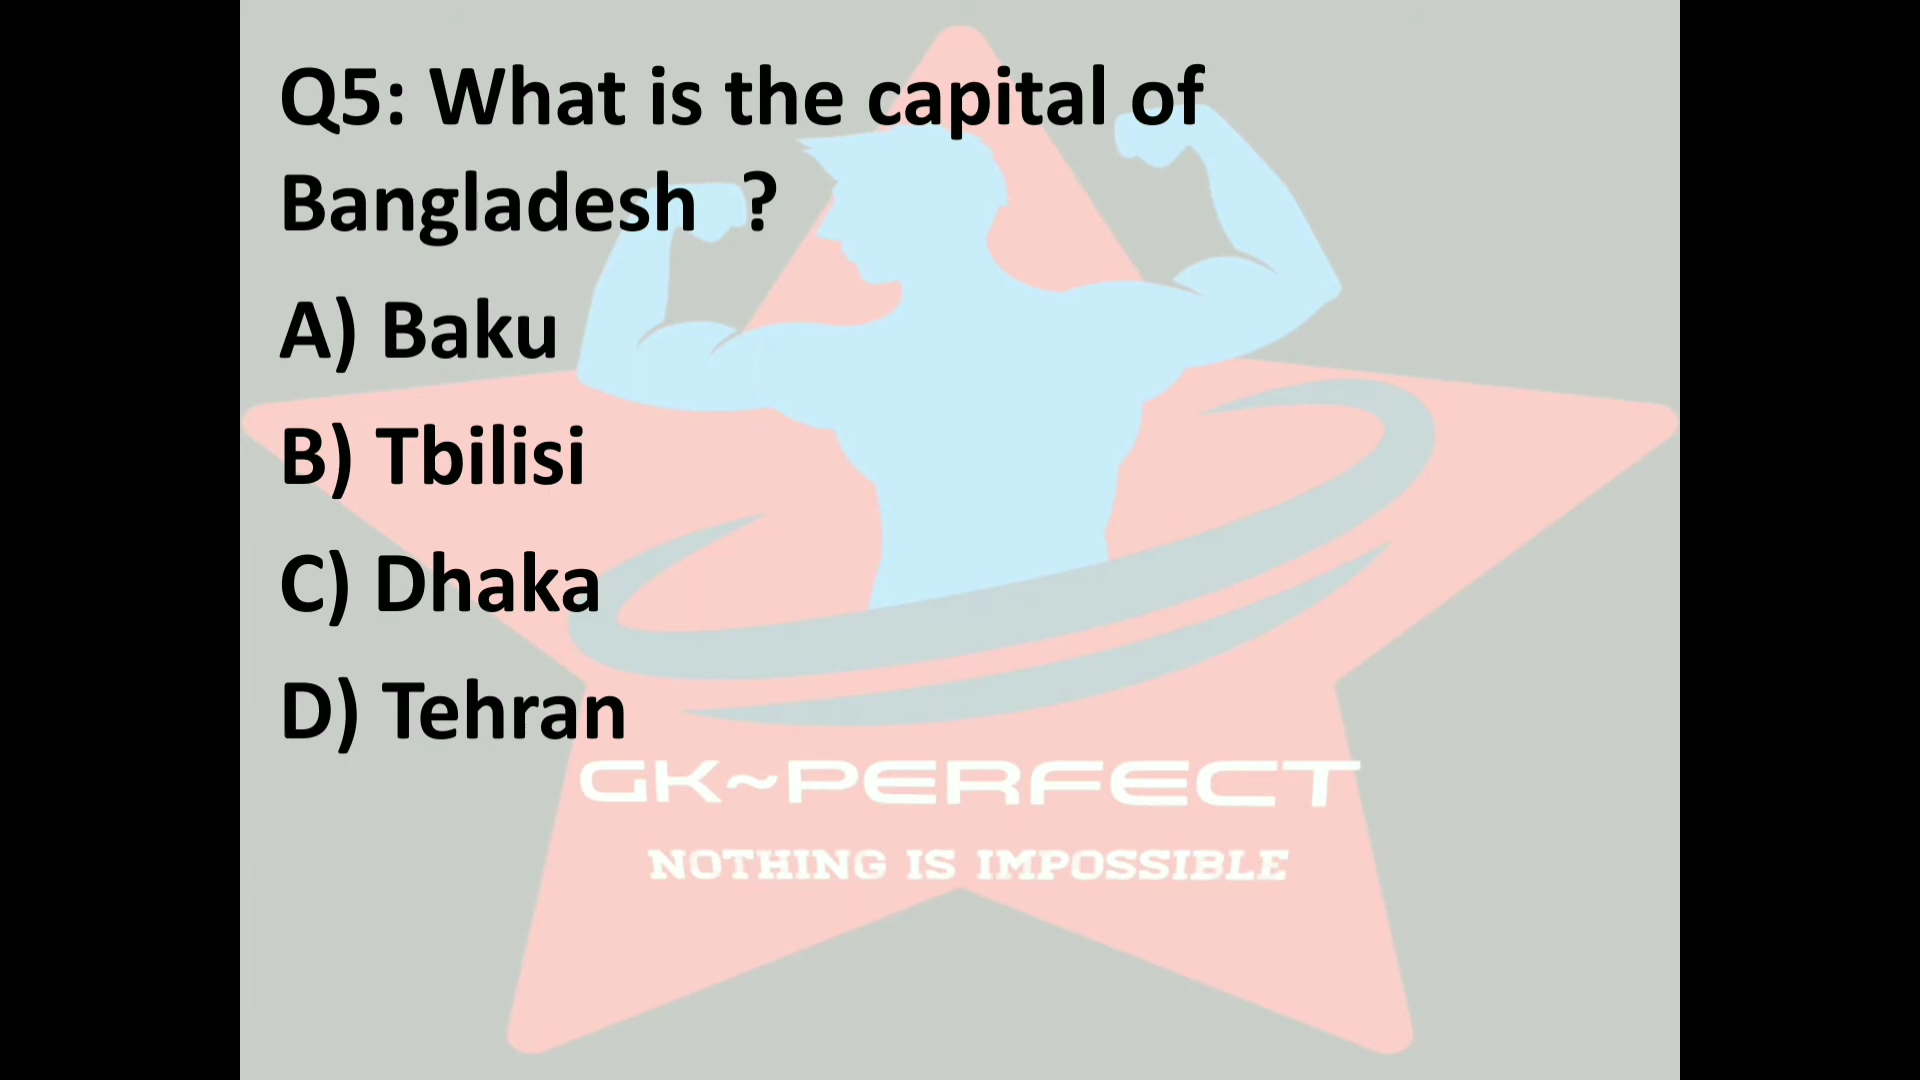 Q5: What is the capital of
Bangladesh  ?
A) Baku
B) Tbilisi
C) Dhaka
D) Tehran
GK~PERFECT
NOTHING IS IMPOSSIBLE